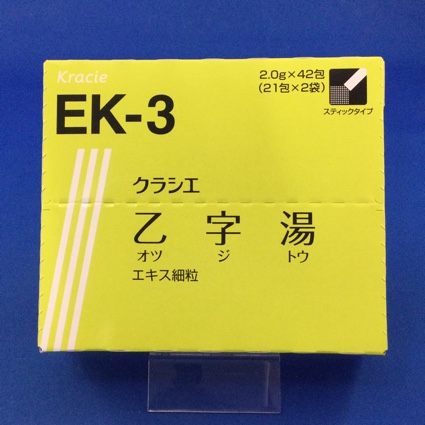 Kracie
2.0g×42包
(21包×2袋)
スティックタイプ
EK-3
クラシエ
乙字湯
オツ ジ トウ
エキス細粒